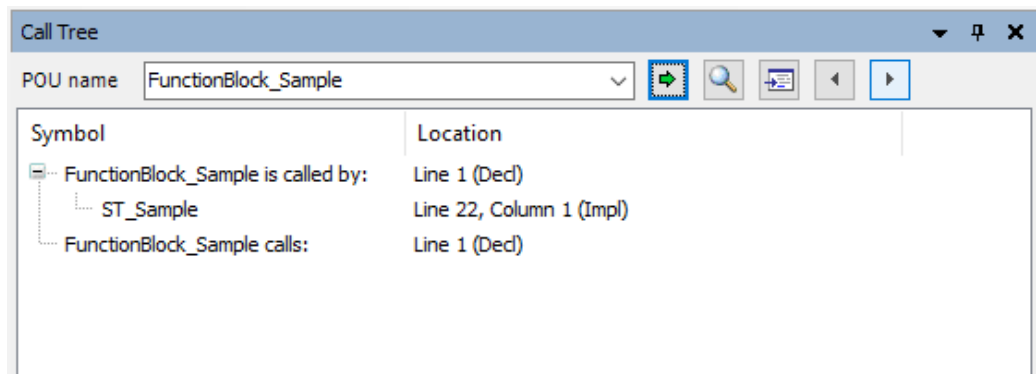 Call Tree
POU name FunctionBlock_Sample
Symbol Location
FunctionBlock_Sample is called by: Line 1 (Decl)
ST_Sample Line 22, Column 1 (Impl)
FunctionBlock_Sample calls: Line 1 (Decl)